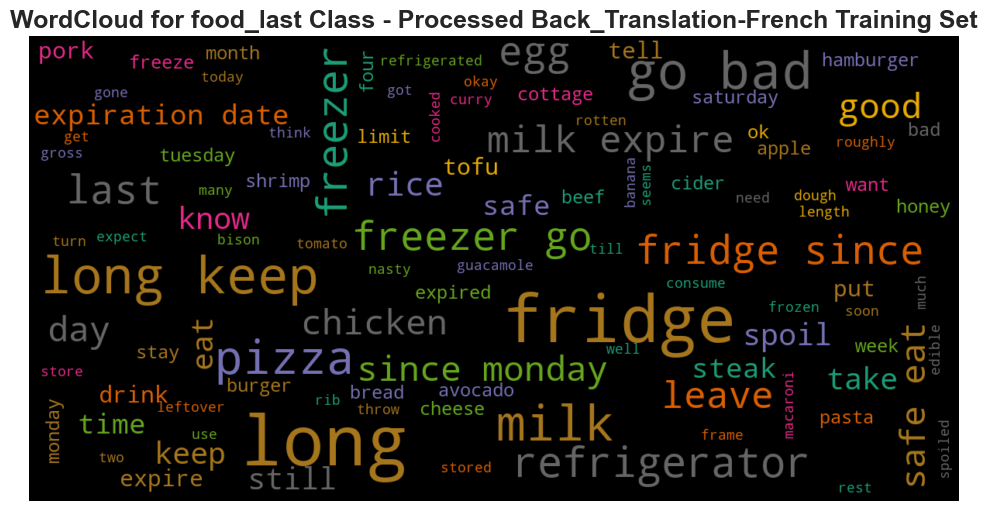 WordCloud for food_last Class - Processed Back_Translation-French Training Set
pork
freeze
month
today
gone
freezer
four
refrigerated
okay
got
curry
cooked
egg
cottage
tell
go bad
saturday
hamburger
good
expiration date
get
gross
think
limit
milk expire
rotten
ok
apple
bad
roughly
tuesday
many
shrimp
last
know
rice
tofu
safe
beef
banana
seems
cider
need
want
dough
length
honey
turn
expect
bison
tomato
freezer go
till
fridge since
nasty
guacamole
long keep
expired
consume
frozen
put
soon
much
day
eat
chicken
fridge
spoil
week
edible
stay
pizza
since monday
well
steak
take
safe eat
store
burger
bread
avocado
drink
leftover
rib
throw
cheese
milk
leave
macaroni
pasta
spoiled
monday
time
use
long
frame
two
keep
expire
still
stored
refrigerator
rest